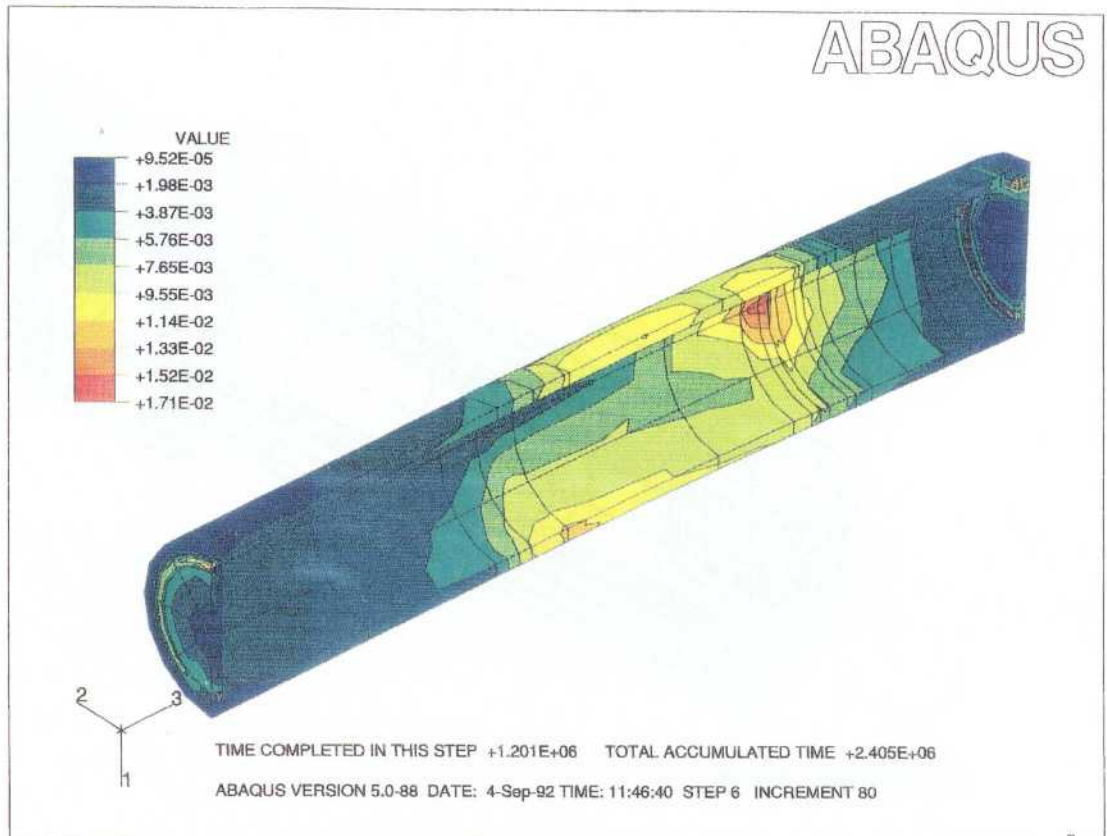 ABAQUS
VALUE
+9.52E-05
+1.98E-03
+3.87E-03
+5.76E-03
+7.65E-03
+9.55E-03
+1.14E-02
+1.33E-02
+1.52E-02
+1.71E-02
2
3
1
TIME COMPLETED IN THIS STEP +1.201E+06 TOTAL ACCUMULATED TIME +2.405E+06
ABAQUS VERSION 5.0-88 DATE: 4-Sep-92 TIME: 11:46:40 STEP 6 INCREMENT 80